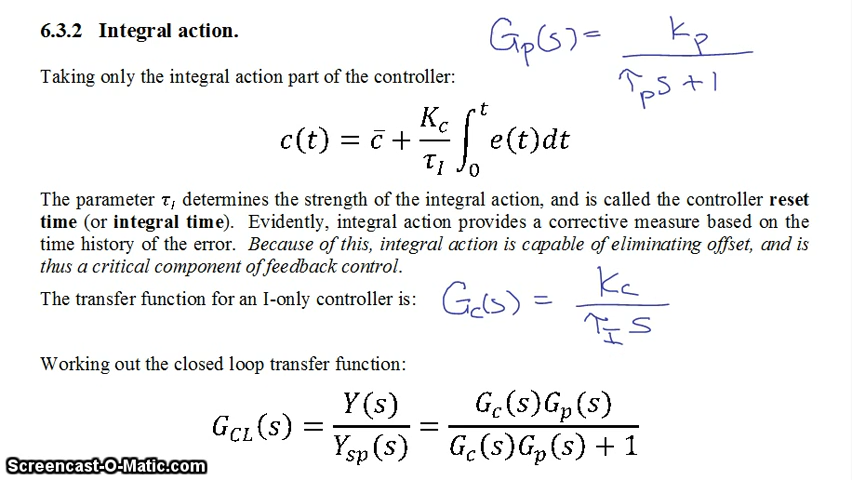 6.3.2 Integral action.
Gp(s) = Kp / τp s + 1
Taking only the integral action part of the controller:
c(t) = c̄ + Kc/τI ∫₀ᵗ e(t)dt
The parameter τI determines the strength of the integral action, and is called the controller reset
time (or integral time). Evidently, integral action provides a corrective measure based on the
time history of the error. Because of this, integral action is capable of eliminating offset, and is
thus a critical component of feedback control.
The transfer function for an I-only controller is: Gc(s) = Kc / τI s
Working out the closed loop transfer function:
GCL(s) = Y(s) / Ysp(s) = Gc(s)Gp(s) / Gc(s)Gp(s) + 1
Screencast-O-Matic.com